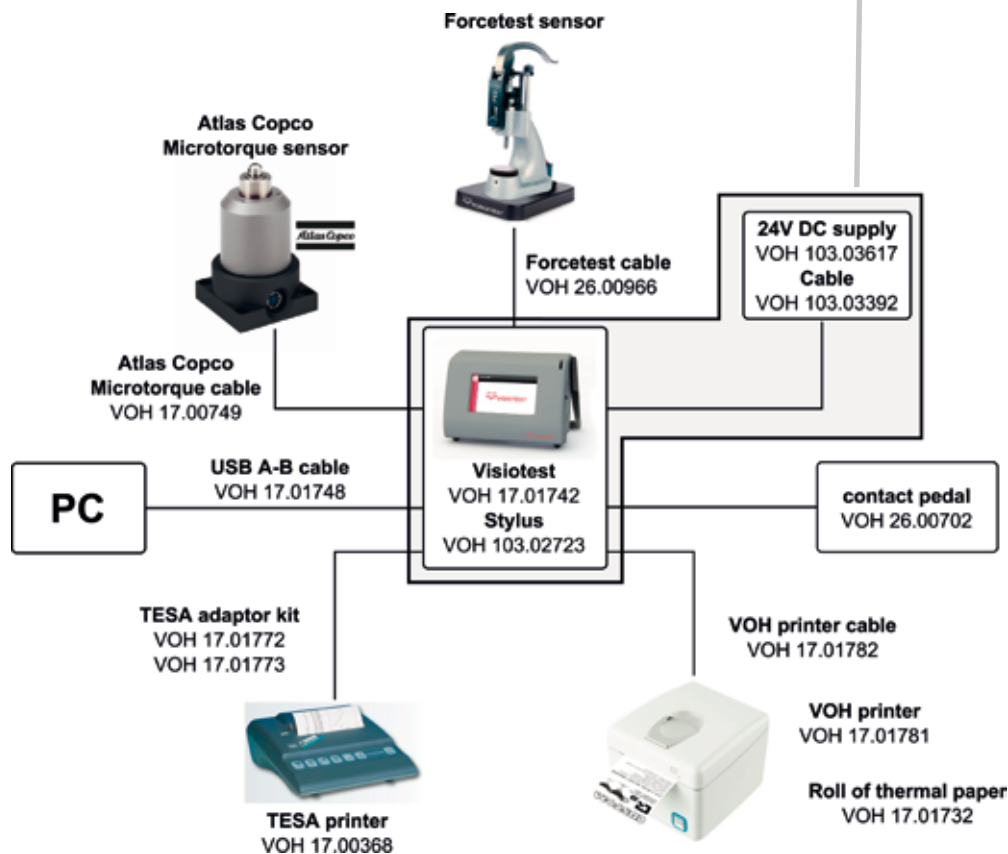 Forcetest sensor
Atlas Copco
Microtorque sensor
Atlas Copco
24V DC supply
VOH 103.03617
Cable
VOH 103.03392
Forcetest cable
VOH 26.00966
Atlas Copco
Microtorque cable
VOH 17.00749
VISIOTEST
USB A-B cable
VOH 17.01748
PC
Visiotest
VOH 17.01742
Stylus
VOH 103.02723
contact pedal
VOH 26.00702
TESA adaptor kit
VOH 17.01772
VOH 17.01773
VOH printer cable
VOH 17.01782
VOH printer
VOH 17.01781
Roll of thermal paper
VOH 17.01732
TESA printer
VOH 17.00368